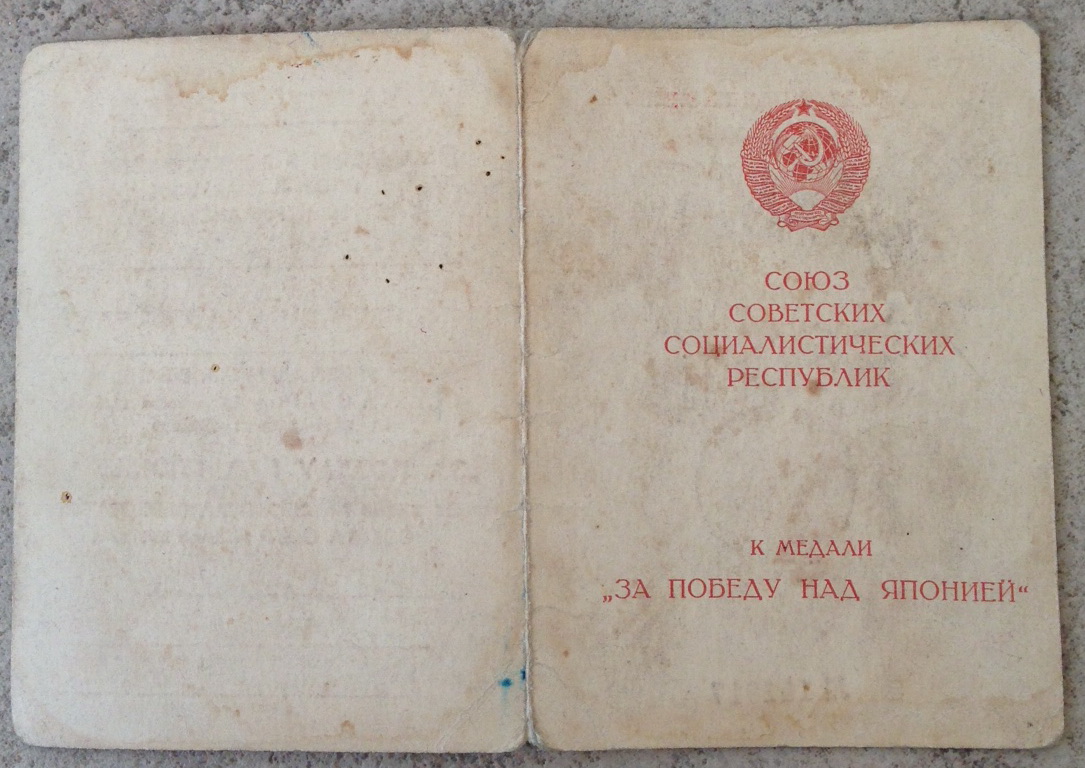 СОЮЗ
СОВЕТСКИХ
СОЦИАЛИСТИЧЕСКИХ
РЕСПУБЛИК
К МЕДАЛИ
„ЗА ПОБЕДУ НАД ЯПОНИЕЙ“